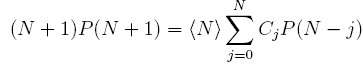 (N + 1)P(N + 1) = ⟨N⟩ ∑_{j=0}^{N} C_j P(N − j)